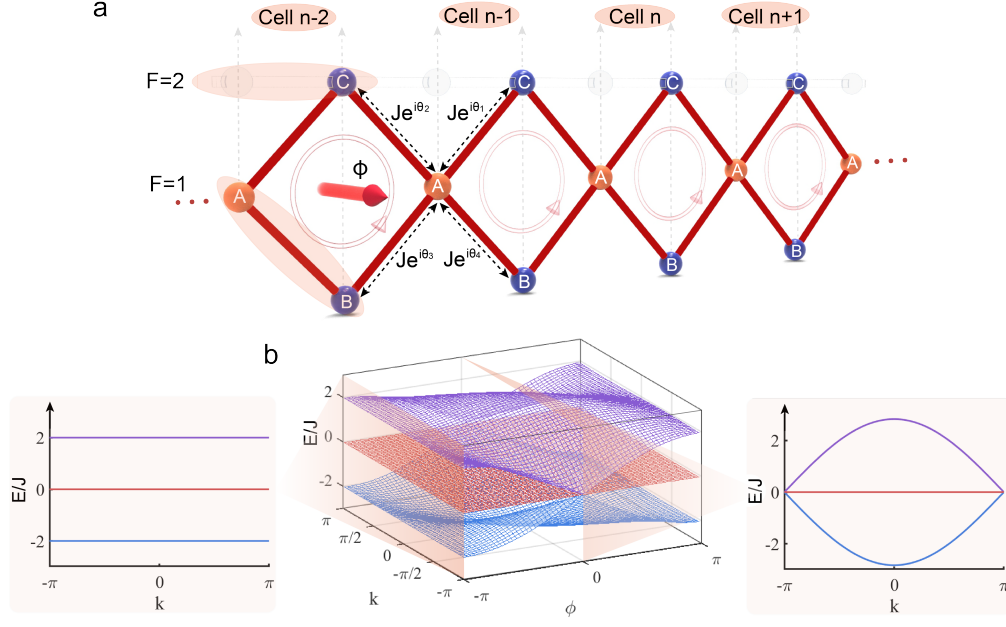 a
Cell n-2 Cell n-1 Cell n Cell n+1
F=2 C C C C
Je^{iθ₂} Je^{iθ₁}
ϕ
F=1 A A A A A
Je^{iθ₃} Je^{iθ₄}
B B B B
b
E/J
2
0
-2
-π 0 π
k
E/J
2
0
-2
π
π/2
0
-π/2
-π
k
-π
0
π
ϕ
E/J
2
0
-2
-π 0 π
k